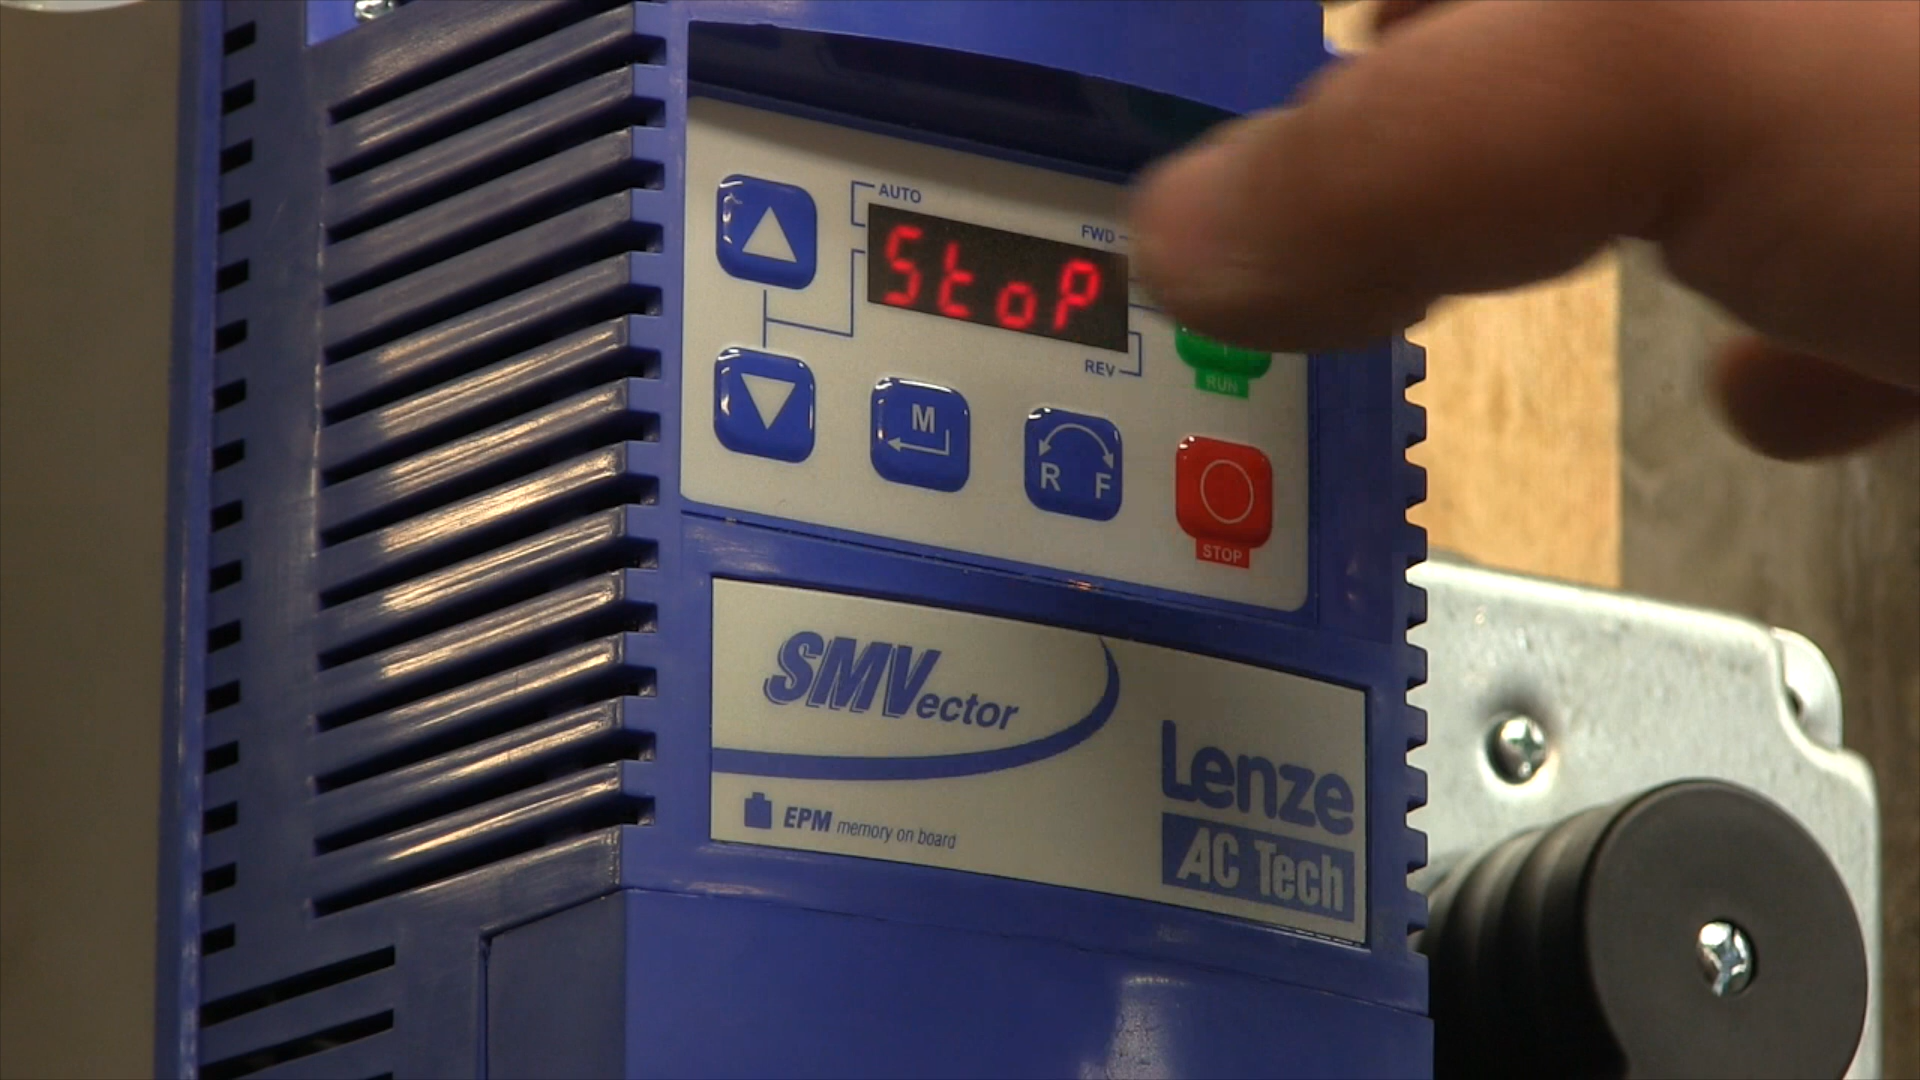 AUTO
FWD
StoP
REV
RUN
M
R F
STOP
SMVector
Lenze
AC Tech
EPM memory on board